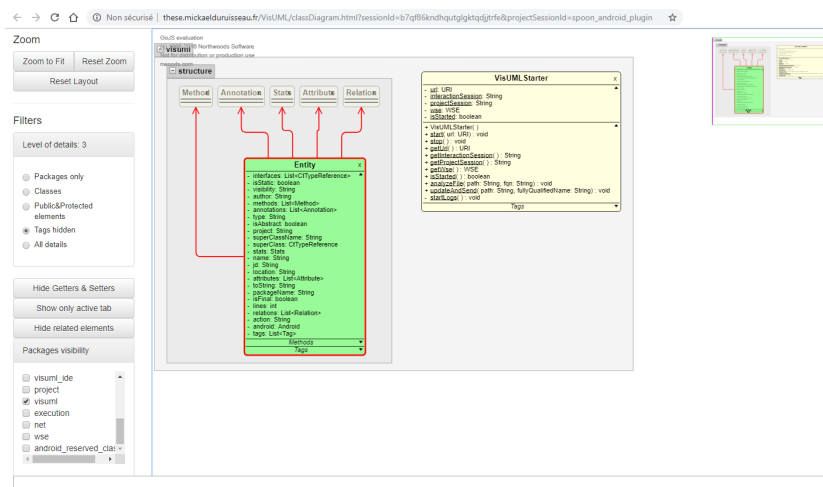 Non sécurisé | these.mickaelduruisseau.fr/VisUML/classDiagram.html?sessionId=b7qf86kndhqutglgktqdjjtrfe&projectSessionId=spoon_android_plugin
Zoom
Zoom to Fit
Reset Zoom
Reset Layout
Filters
Level of details: 3
Packages only
Classes
Public&Protected
elements
Tags hidden
All details
Hide Getters & Setters
Show only active tab
Hide related elements
Packages visibility
visuml_ide
project
visuml
execution
net
wse
android_reserved_clas
GoJS evaluation
Northwoods Software
Not for distribution or production use
nwoods.com
visuml
structure
Method
Annotation
Stats
Attribute
Relation
Entity x
- interfaces: List<CtTypeReference>
- isStatic: boolean
- visibility: String
- author: String
- methods: List<Method>
- annotations: List<Annotation>
- type: String
- isAbstract: boolean
- project: String
- superClassName: String
- superClass: CtTypeReference
- stats: Stats
- name: String
- id: String
- location: String
- attributes: List<Attribute>
- toString: String
- packageName: String
- isFinal: boolean
- lines: int
- relations: List<Relation>
- action: String
- android: Android
- tags: List<Tag>
Methods
Tags
VisUMLStarter x
- url: URI
- interactionSession: String
- projectSession: String
- wse: WSE
- isStarted: boolean
+ VisUMLStarter( )
+ start( url: URI) : void
+ stop( ) : void
+ getUrl( ) : URI
+ getInteractionSession( ) : String
+ getProjectSession( ) : String
+ getWse( ) : WSE
+ isStarted( ) : boolean
+ analyzeFile( path: String, fqn: String) : void
+ updateAndSend( path: String, fullyQualifiedName: String) : void
- startLogs( ) : void
Tags